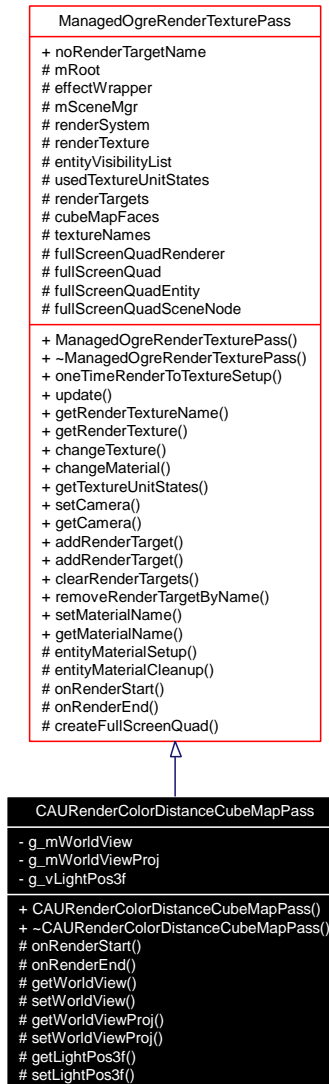 ManagedOgreRenderTexturePass
+ noRenderTargetName
# mRoot
# effectWrapper
# mSceneMgr
# renderSystem
# renderTexture
# entityVisibilityList
# usedTextureUnitStates
# renderTargets
# cubeMapFaces
# textureNames
# fullScreenQuadRenderer
# fullScreenQuad
# fullScreenQuadEntity
# fullScreenQuadSceneNode
+ ManagedOgreRenderTexturePass()
+ ~ManagedOgreRenderTexturePass()
+ oneTimeRenderToTextureSetup()
+ update()
+ getRenderTextureName()
+ getRenderTexture()
+ changeTexture()
+ changeMaterial()
+ getTextureUnitStates()
+ setCamera()
+ getCamera()
+ addRenderTarget()
+ addRenderTarget()
+ clearRenderTargets()
+ removeRenderTargetByName()
+ setMaterialName()
+ getMaterialName()
# entityMaterialSetup()
# entityMaterialCleanup()
# onRenderStart()
# onRenderEnd()
# createFullScreenQuad()
CAURenderColorDistanceCubeMapPass
- g_mWorldView
- g_mWorldViewProj
- g_vLightPos3f
+ CAURenderColorDistanceCubeMapPass()
+ ~CAURenderColorDistanceCubeMapPass()
# onRenderStart()
# onRenderEnd()
# getWorldView()
# setWorldView()
# getWorldViewProj()
# setWorldViewProj()
# getLightPos3f()
# setLightPos3f()